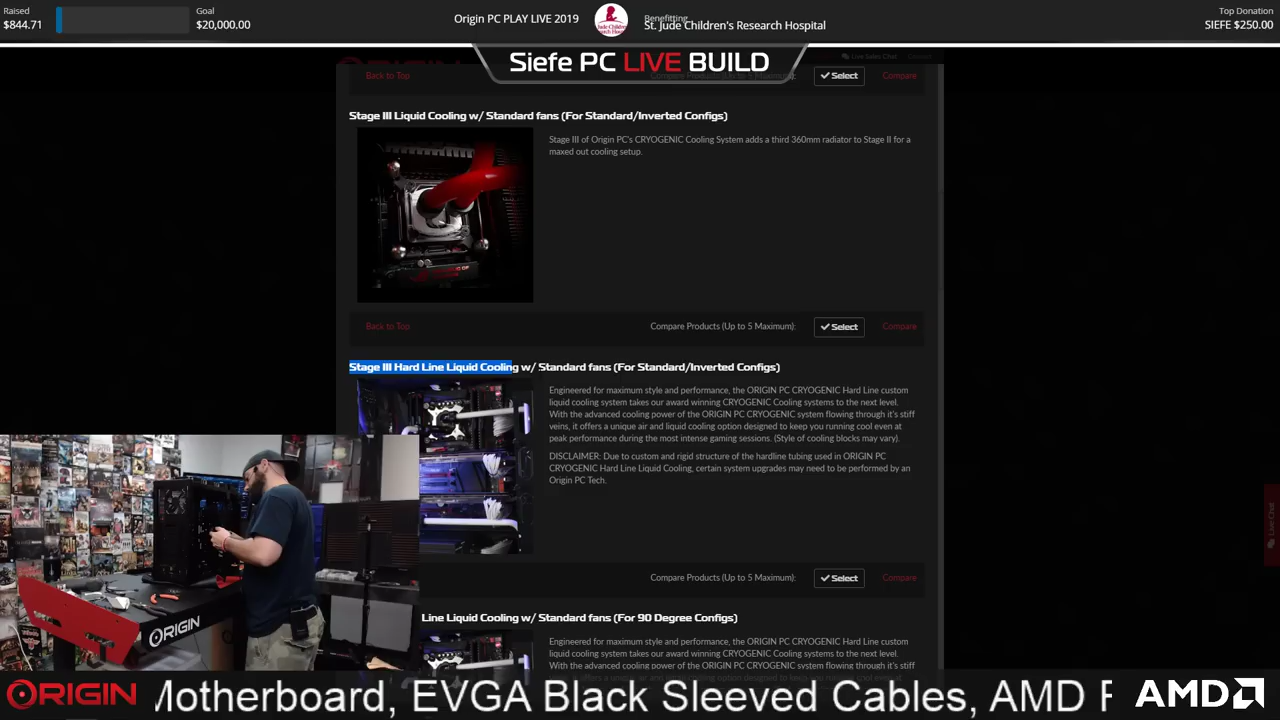 Raised
$844.71
Goal
$20,000.00
Origin PC PLAY LIVE 2019
Benefitting
St. Jude Children's Research Hospital
Top Donation
SIEFE $250.00
Siefe PC LIVE BUILD
Live Sales Chat
Back to Top
Compare Products (Up to 5 Maximum):
Select
Compare
Stage III Liquid Cooling w/ Standard fans (For Standard/Inverted Configs)
Stage III of Origin PC's CRYOGENIC Cooling System adds a third 360mm radiator to Stage II for a
maxed out cooling setup.
Back to Top
Compare Products (Up to 5 Maximum):
Select
Compare
Stage III Hard Line Liquid Cooling w/ Standard fans (For Standard/Inverted Configs)
Engineered for maximum style and performance, the ORIGIN PC CRYOGENIC Hard Line custom
liquid cooling system takes our award winning CRYOGENIC Cooling systems to the next level.
With the advanced cooling power of the ORIGIN PC CRYOGENIC system flowing through it's stiff
veins, it offers a unique air and liquid cooling option designed to keep you running cool even at
peak performance during the most intense gaming sessions. (Style of cooling blocks may vary).
DISCLAIMER: Due to custom and rigid structure of the hardline tubing used in ORIGIN PC
CRYOGENIC Hard Line Liquid Cooling, certain system upgrades may need to be performed by an
Origin PC Tech.
Compare Products (Up to 5 Maximum):
Select
Compare
Line Liquid Cooling w/ Standard fans (For 90 Degree Configs)
Engineered for maximum style and performance, the ORIGIN PC CRYOGENIC Hard Line custom
liquid cooling system takes our award winning CRYOGENIC Cooling systems to the next level.
With the advanced cooling power of the ORIGIN PC CRYOGENIC system flowing through it's stiff
ORIGIN
ORIGIN
Motherboard, EVGA Black Sleeved Cables, AMD
AMD